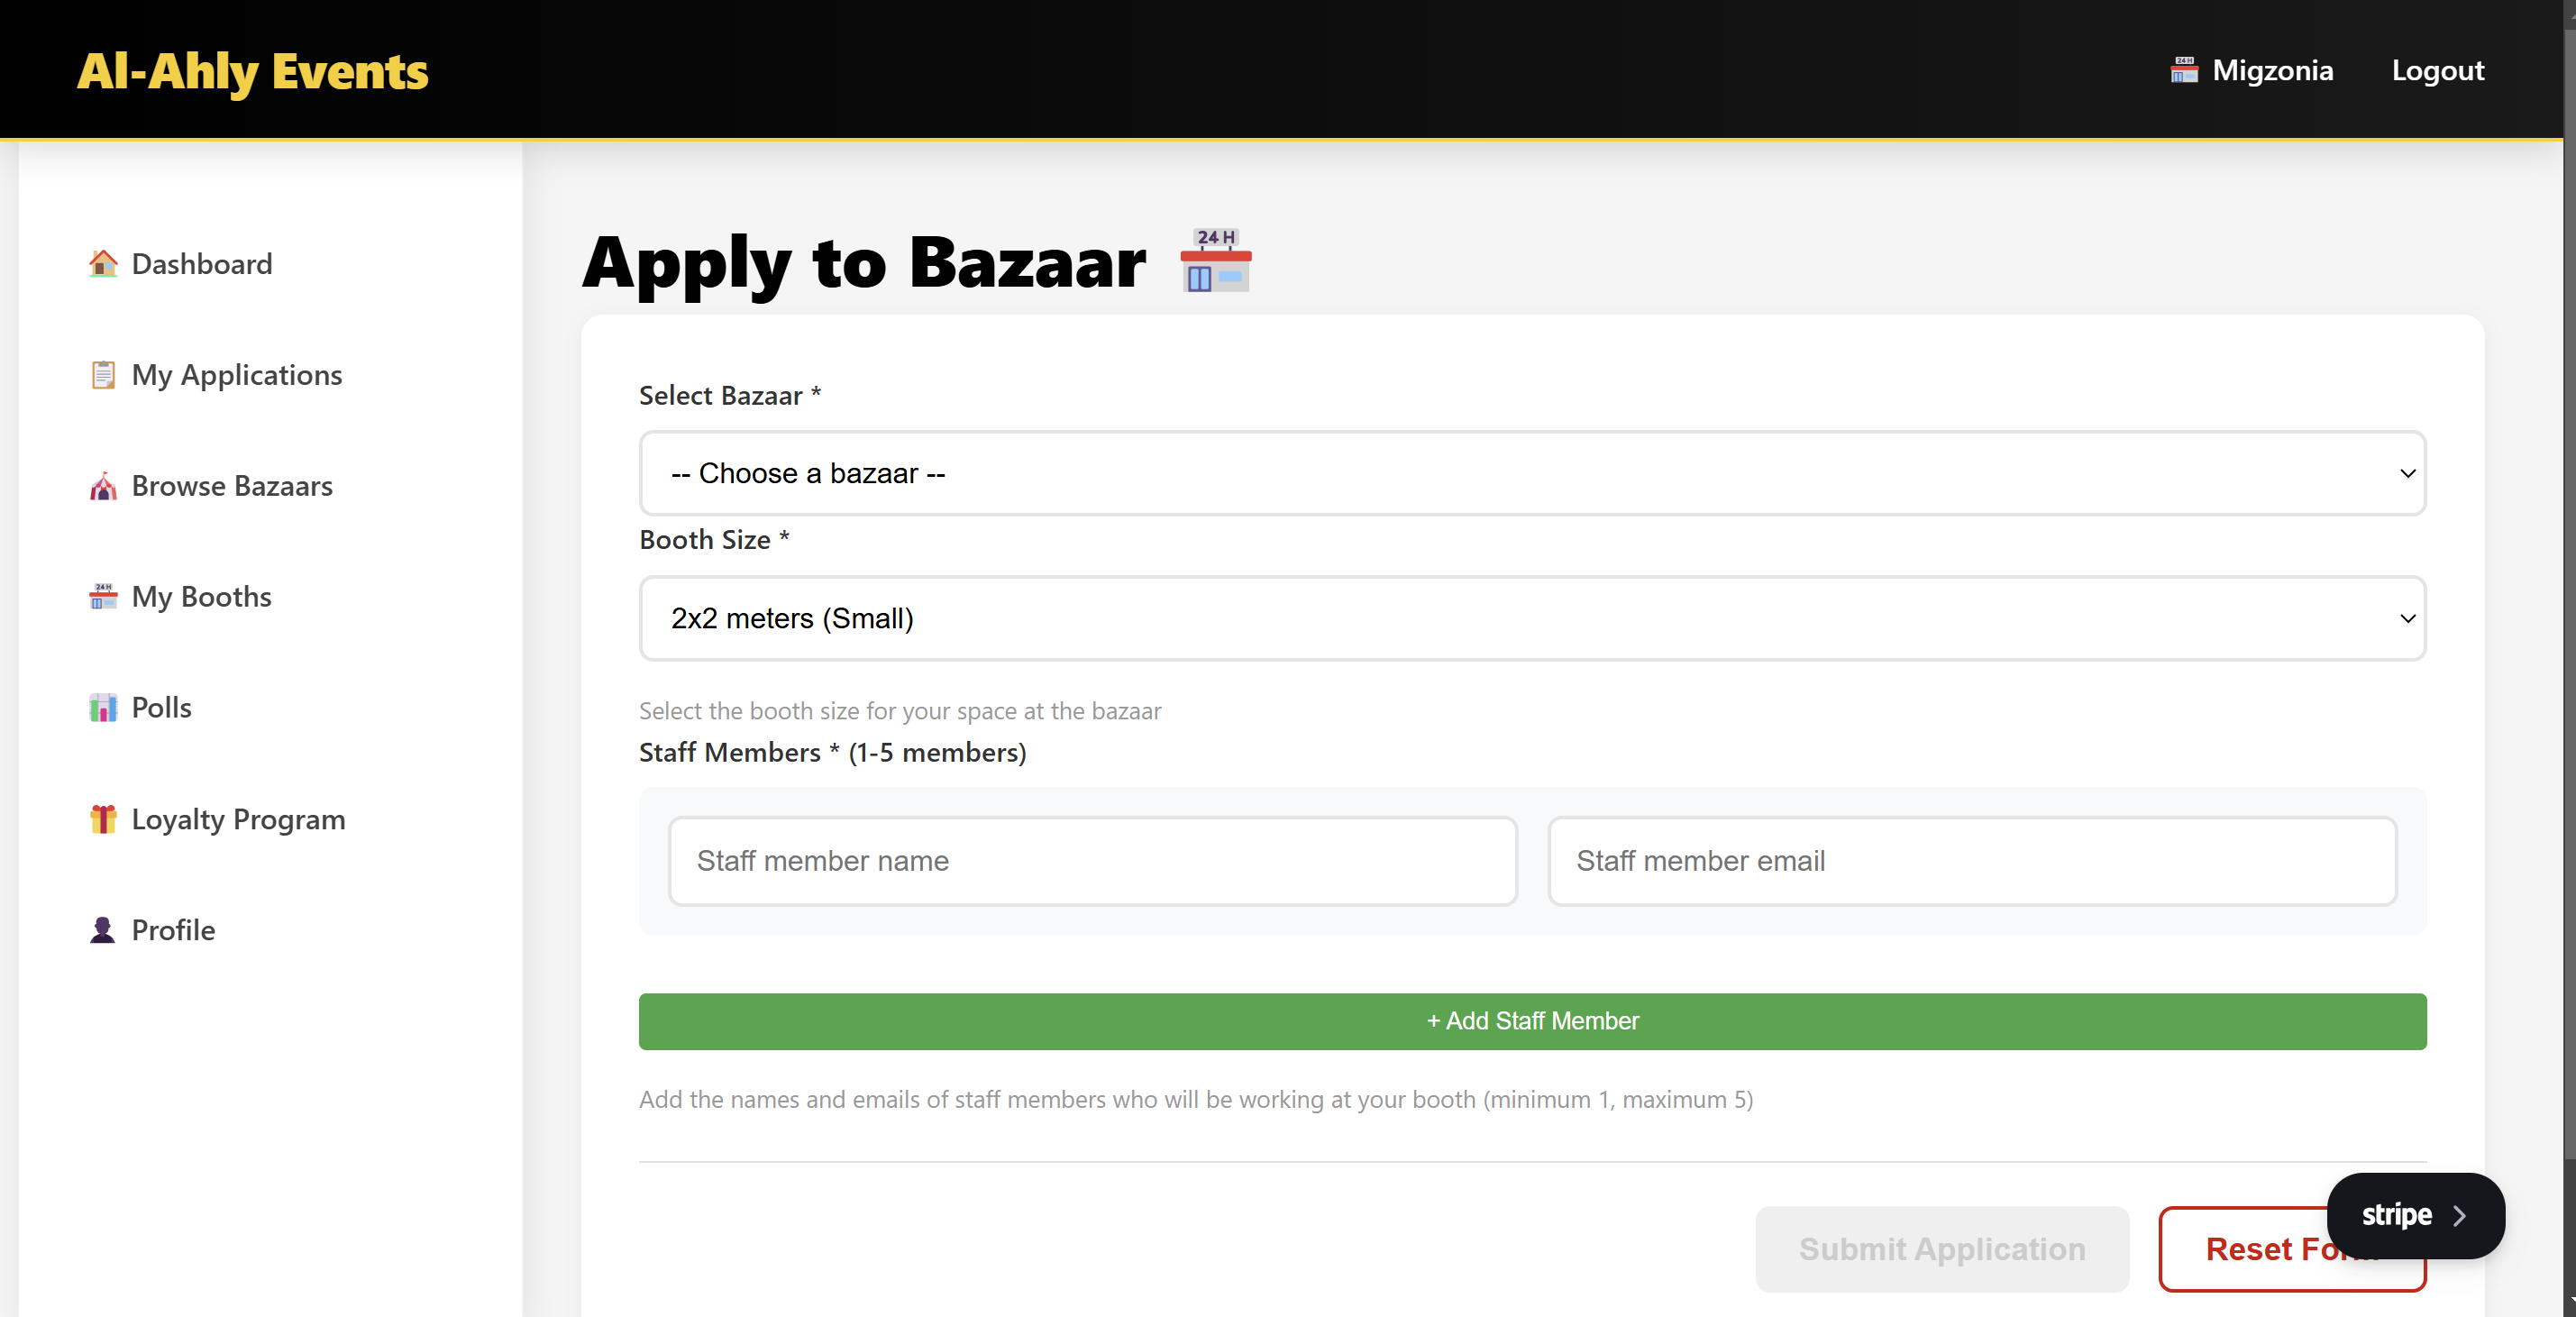 Al-Ahly Events
Migzonia
Logout
Dashboard
My Applications
Browse Bazaars
My Booths
Polls
Loyalty Program
Profile
Apply to Bazaar
Select Bazaar *
-- Choose a bazaar --
Booth Size *
2x2 meters (Small)
Select the booth size for your space at the bazaar
Staff Members * (1-5 members)
Staff member name
Staff member email
+ Add Staff Member
Add the names and emails of staff members who will be working at your booth (minimum 1, maximum 5)
Submit Application
Reset Form
stripe